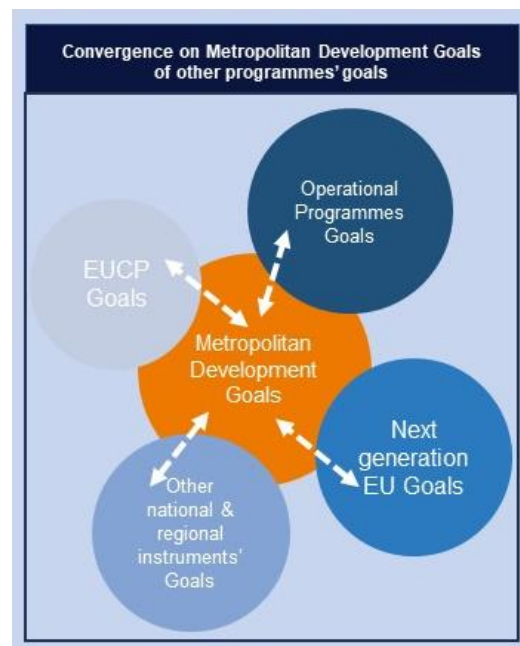 Convergence on Metropolitan Development Goals
of other programmes' goals
Operational
Programmes
Goals
EUCP
Goals
Metropolitan
Development
Goals
Next
generation
EU Goals
Other
national &
regional
instruments'
Goals